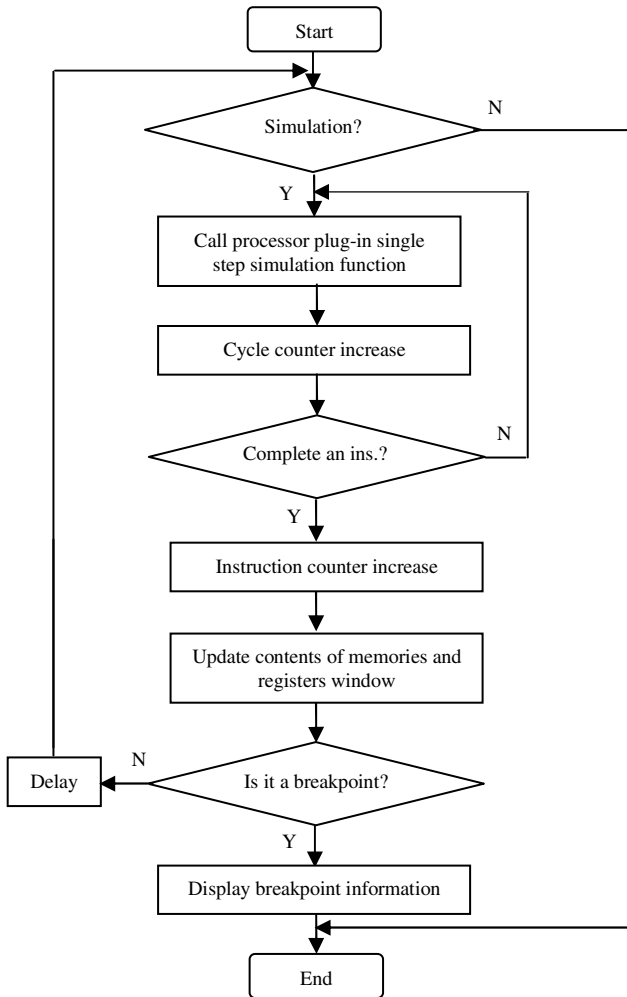 Start
Simulation?
N
Y
Call processor plug-in single
step simulation function
Cycle counter increase
Complete an ins.?
N
Y
Instruction counter increase
Update contents of memories and
registers window
N
Delay
Is it a breakpoint?
Y
Display breakpoint information
End